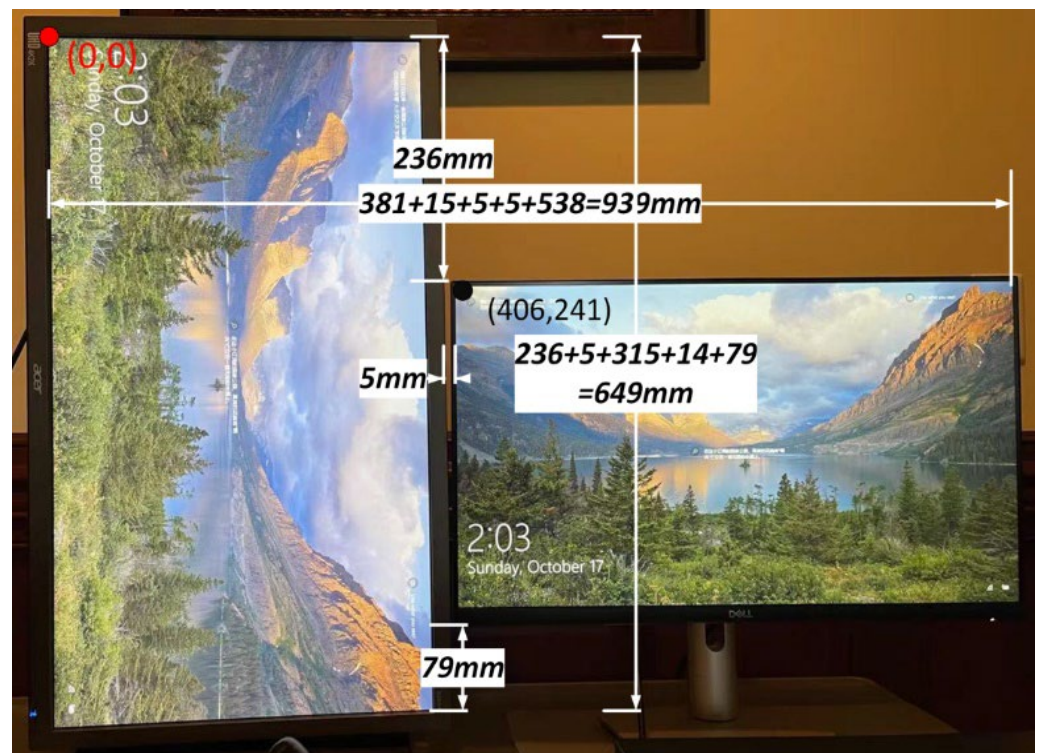 (0,0)
2:03
Sunday, October 17
236mm
381+15+5+5+538=939mm
(406,241)
236+5+315+14+79
=649mm
5mm
acer
2:03
Sunday, October 17
DELL
79mm